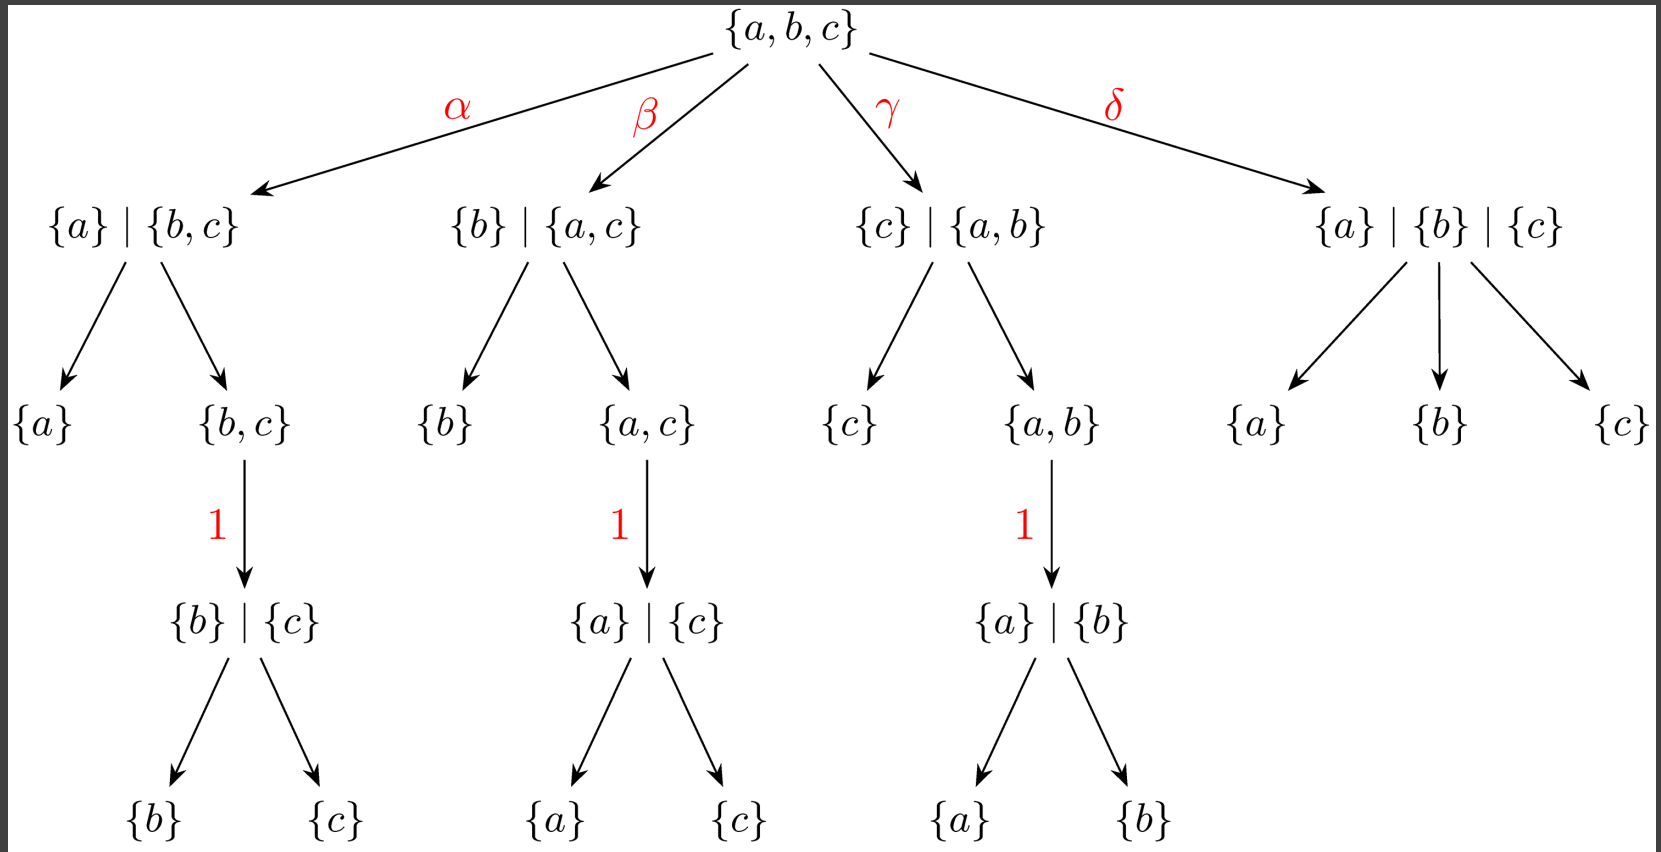 {a, b, c}
α β γ δ
{a} | {b, c} {b} | {a, c} {c} | {a, b} {a} | {b} | {c}
{a} {b, c} {b} {a, c} {c} {a, b} {a} {b} {c}
1 1 1
{b} | {c} {a} | {c} {a} | {b}
{b} {c} {a} {c} {a} {b}